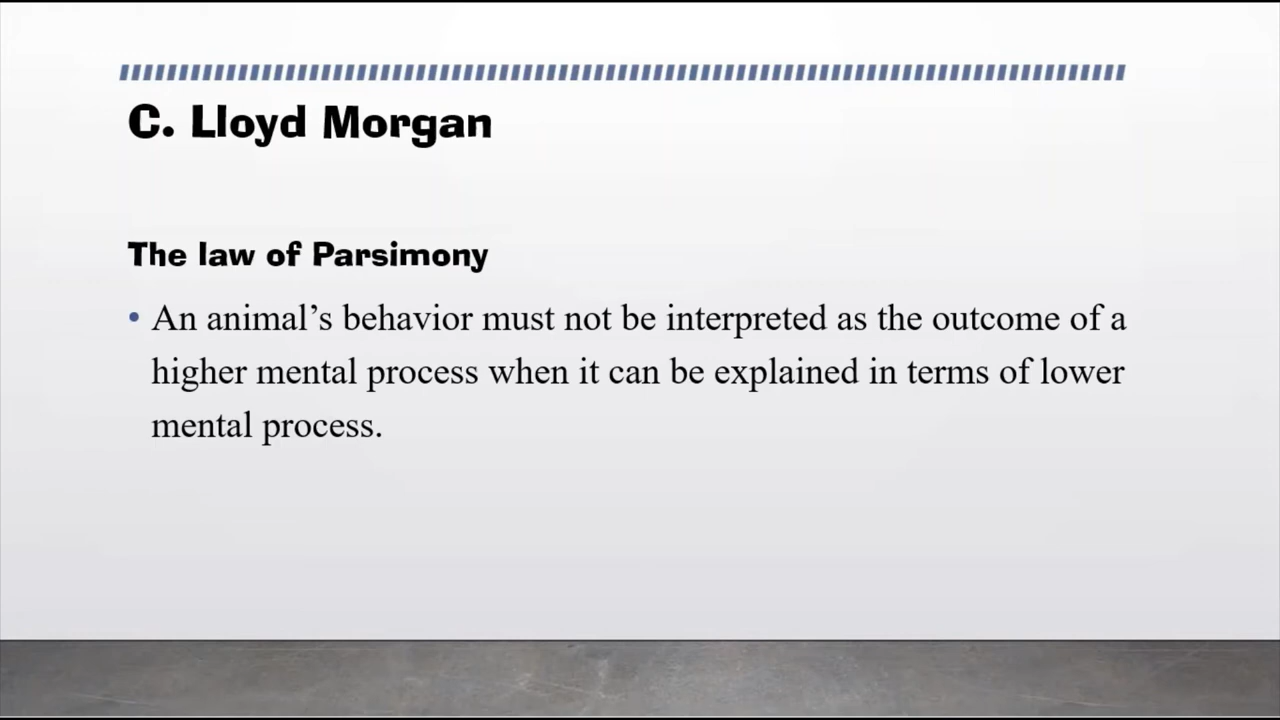 C. Lloyd Morgan
The law of Parsimony
• An animal’s behavior must not be interpreted as the outcome of a
higher mental process when it can be explained in terms of lower
mental process.